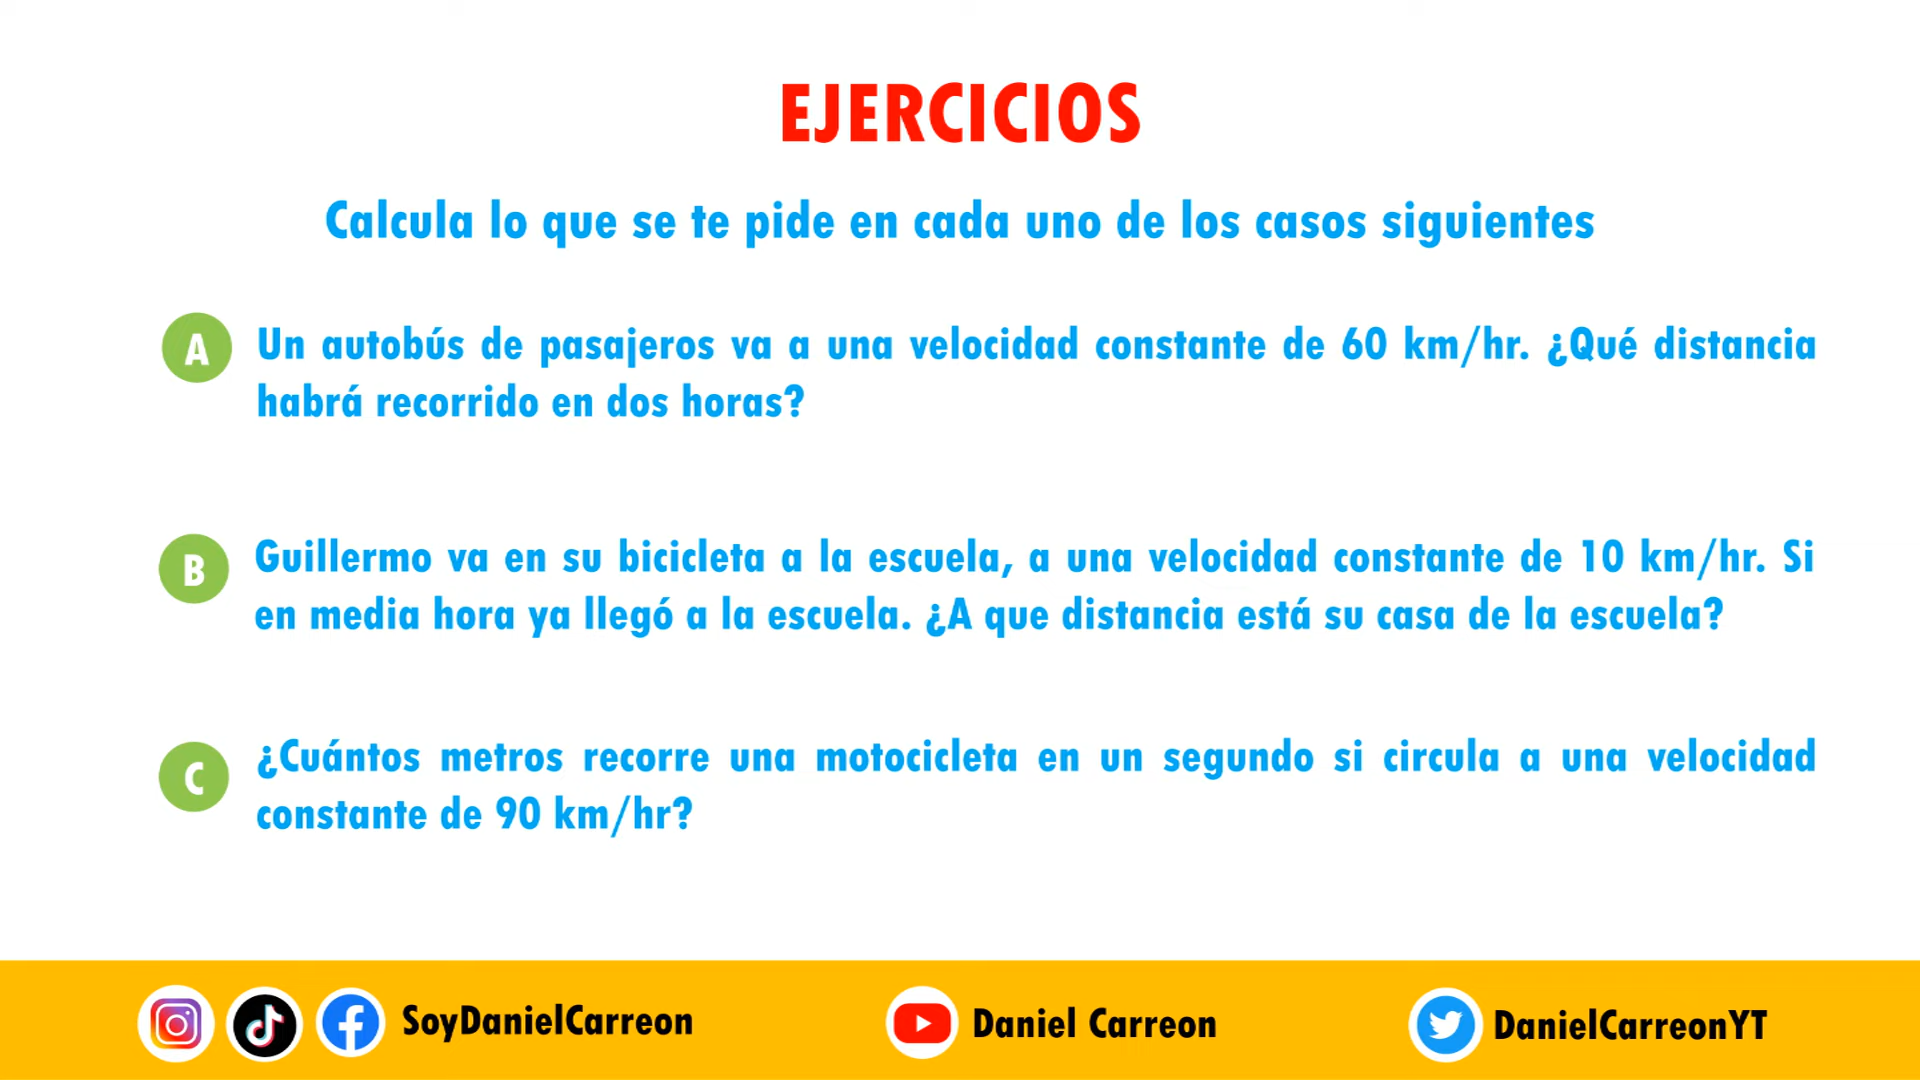 EJERCICIOS
Calcula lo que se te pide en cada uno de los casos siguientes
A Un autobús de pasajeros va a una velocidad constante de 60 km/hr. ¿Qué distancia
habrá recorrido en dos horas?
B Guillermo va en su bicicleta a la escuela, a una velocidad constante de 10 km/hr. Si
en media hora ya llegó a la escuela. ¿A que distancia está su casa de la escuela?
C ¿Cuántos metros recorre una motocicleta en un segundo si circula a una velocidad
constante de 90 km/hr?
SoyDanielCarreon Daniel Carreon DanielCarreonYT